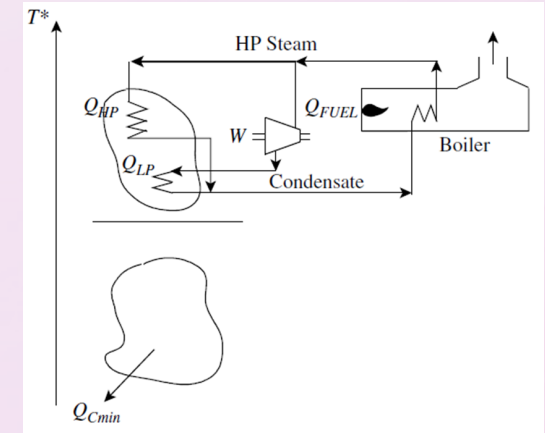 T*
HP Steam
Q_HP
Q_FUEL
W
Boiler
Q_LP
Condensate
Q_Cmin